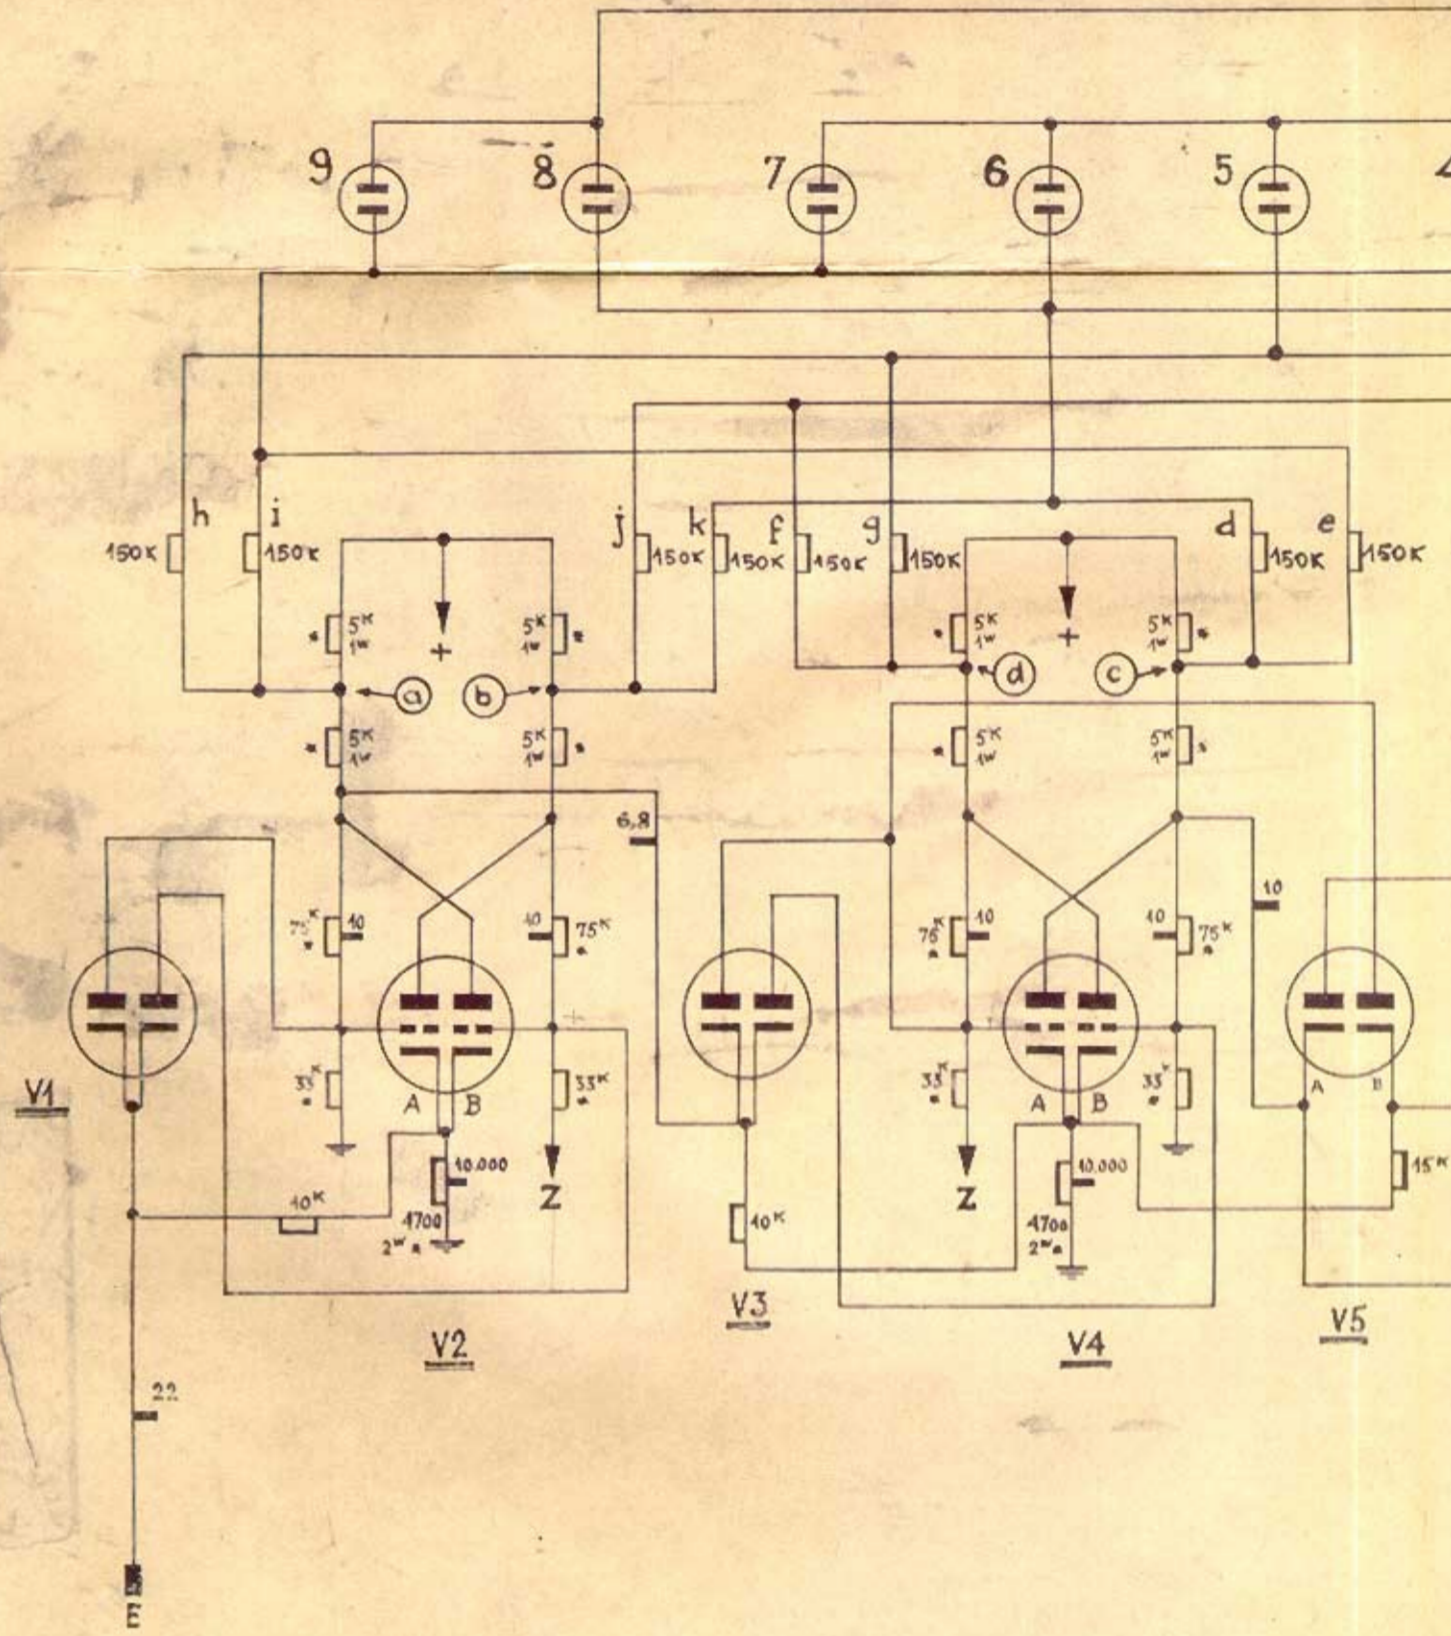 9 8 7 6 5
h i j k f g d e
150K 150K 150K 150K 150K 150K 150K 150K
5K 5K 5K 5K
1W 1W 1W 1W
+ +
a b d c
5K 5K 5K 5K
1W 1W 1W 1W
6,8
10
75K 10 10 75K 75K 10 10 75K
33K 33K 33K 33K
A B A B A B
V1
10.000 10.000 15K
10K Z 10K Z
4700 4700
2W 2W
V3 V5
V2 V4
22
E